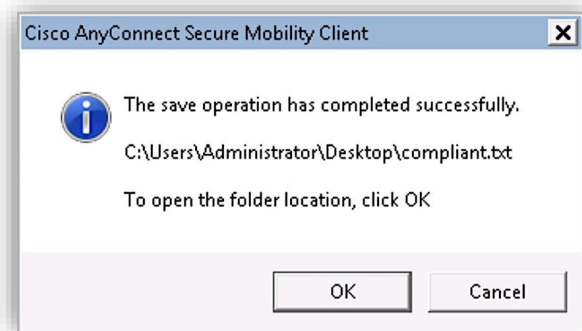 Cisco AnyConnect Secure Mobility Client
The save operation has completed successfully.
C:\Users\Administrator\Desktop\compliant.txt
To open the folder location, click OK
OK
Cancel